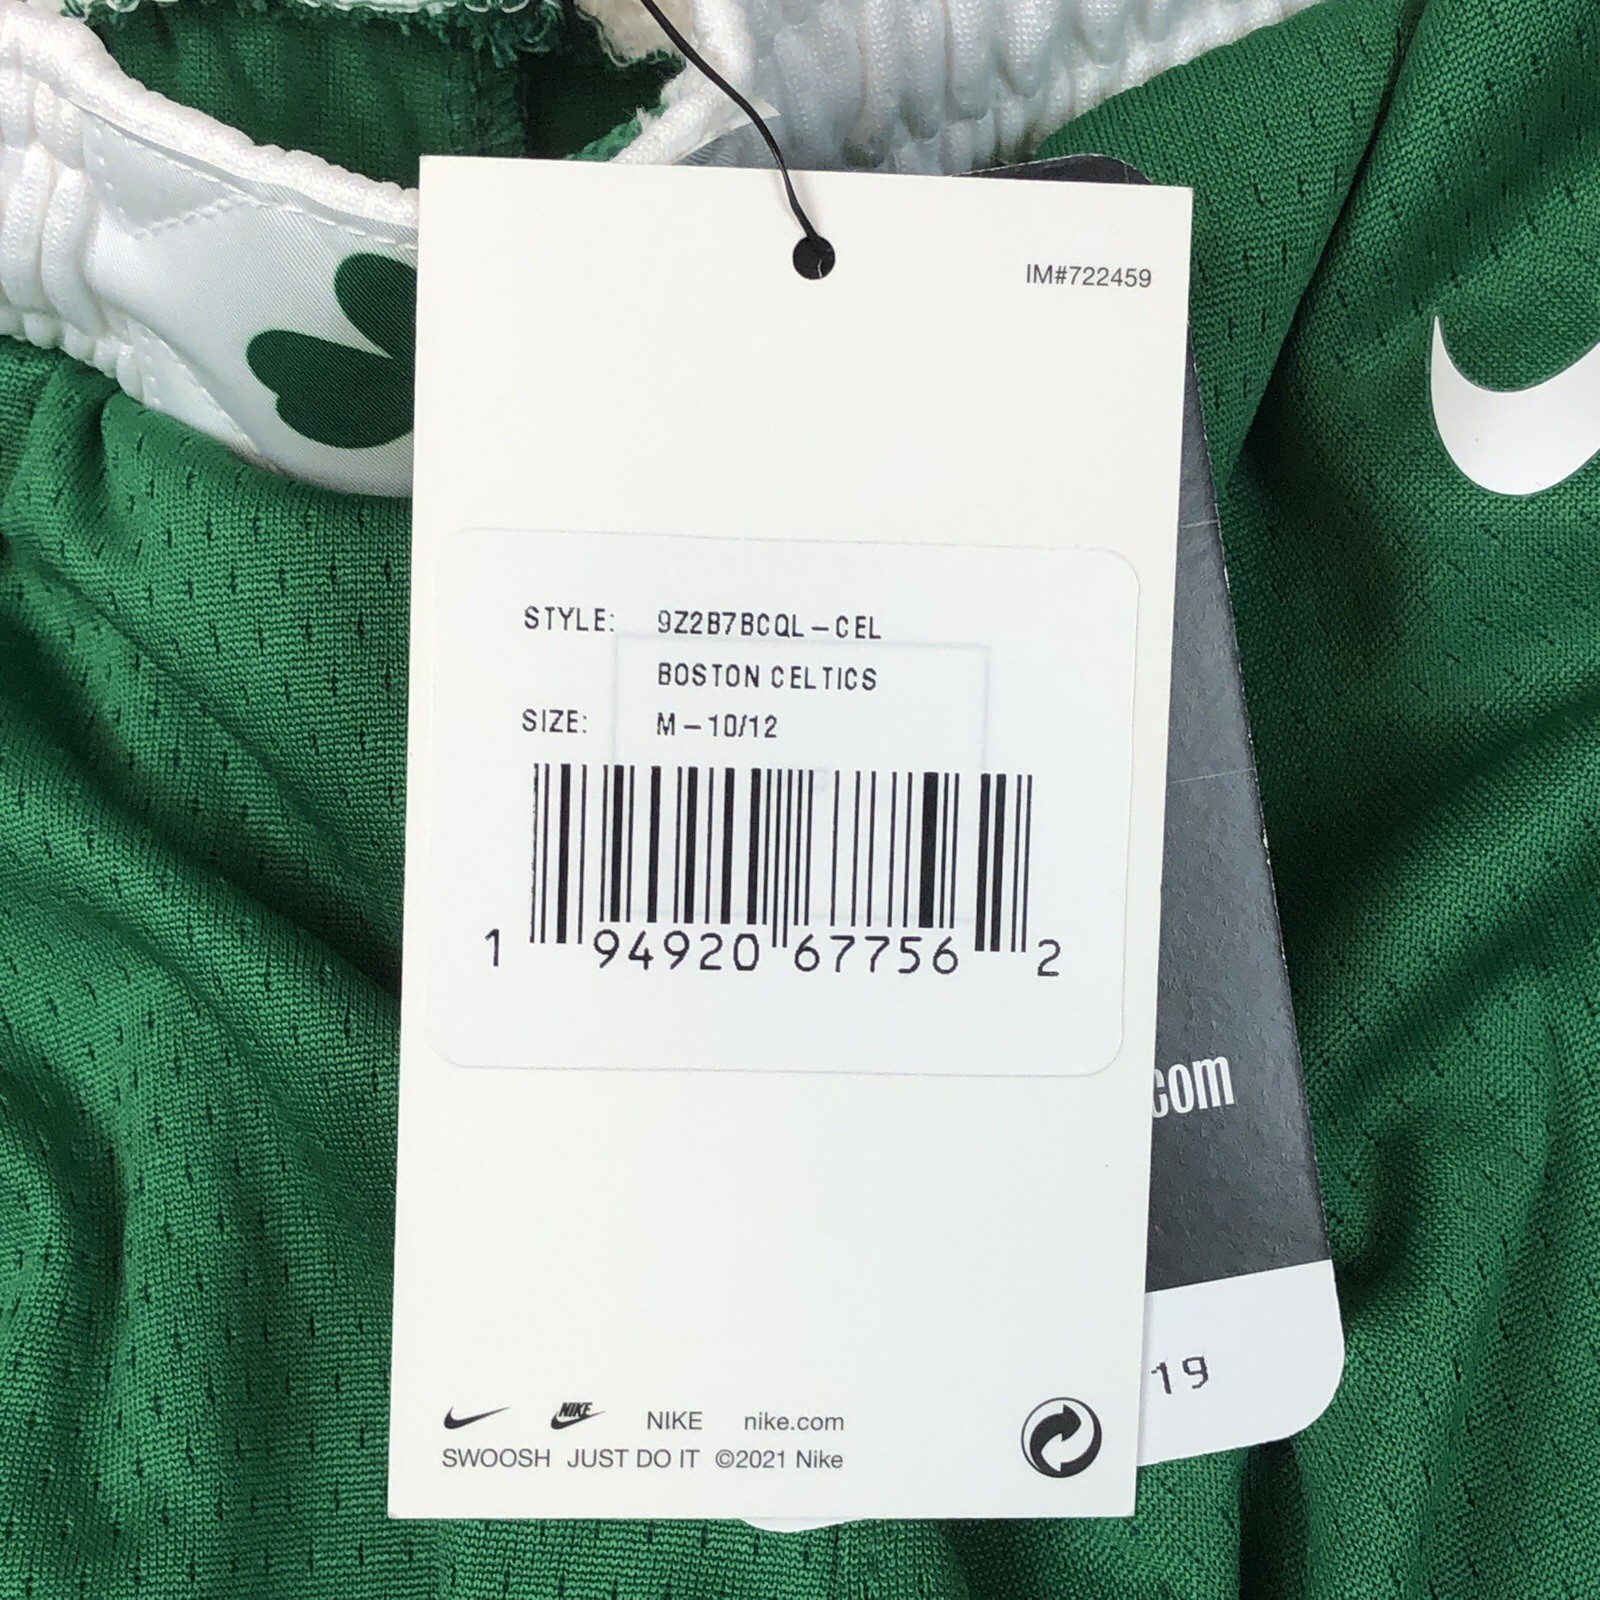 IM#722459
STYLE: 9Z2B7BCQL-CEL
BOSTON CELTICS
SIZE: M-10/12
1 94920 67756 2
com
19
NIKE NIKE nike.com
SWOOSH JUST DO IT ©2021 Nike